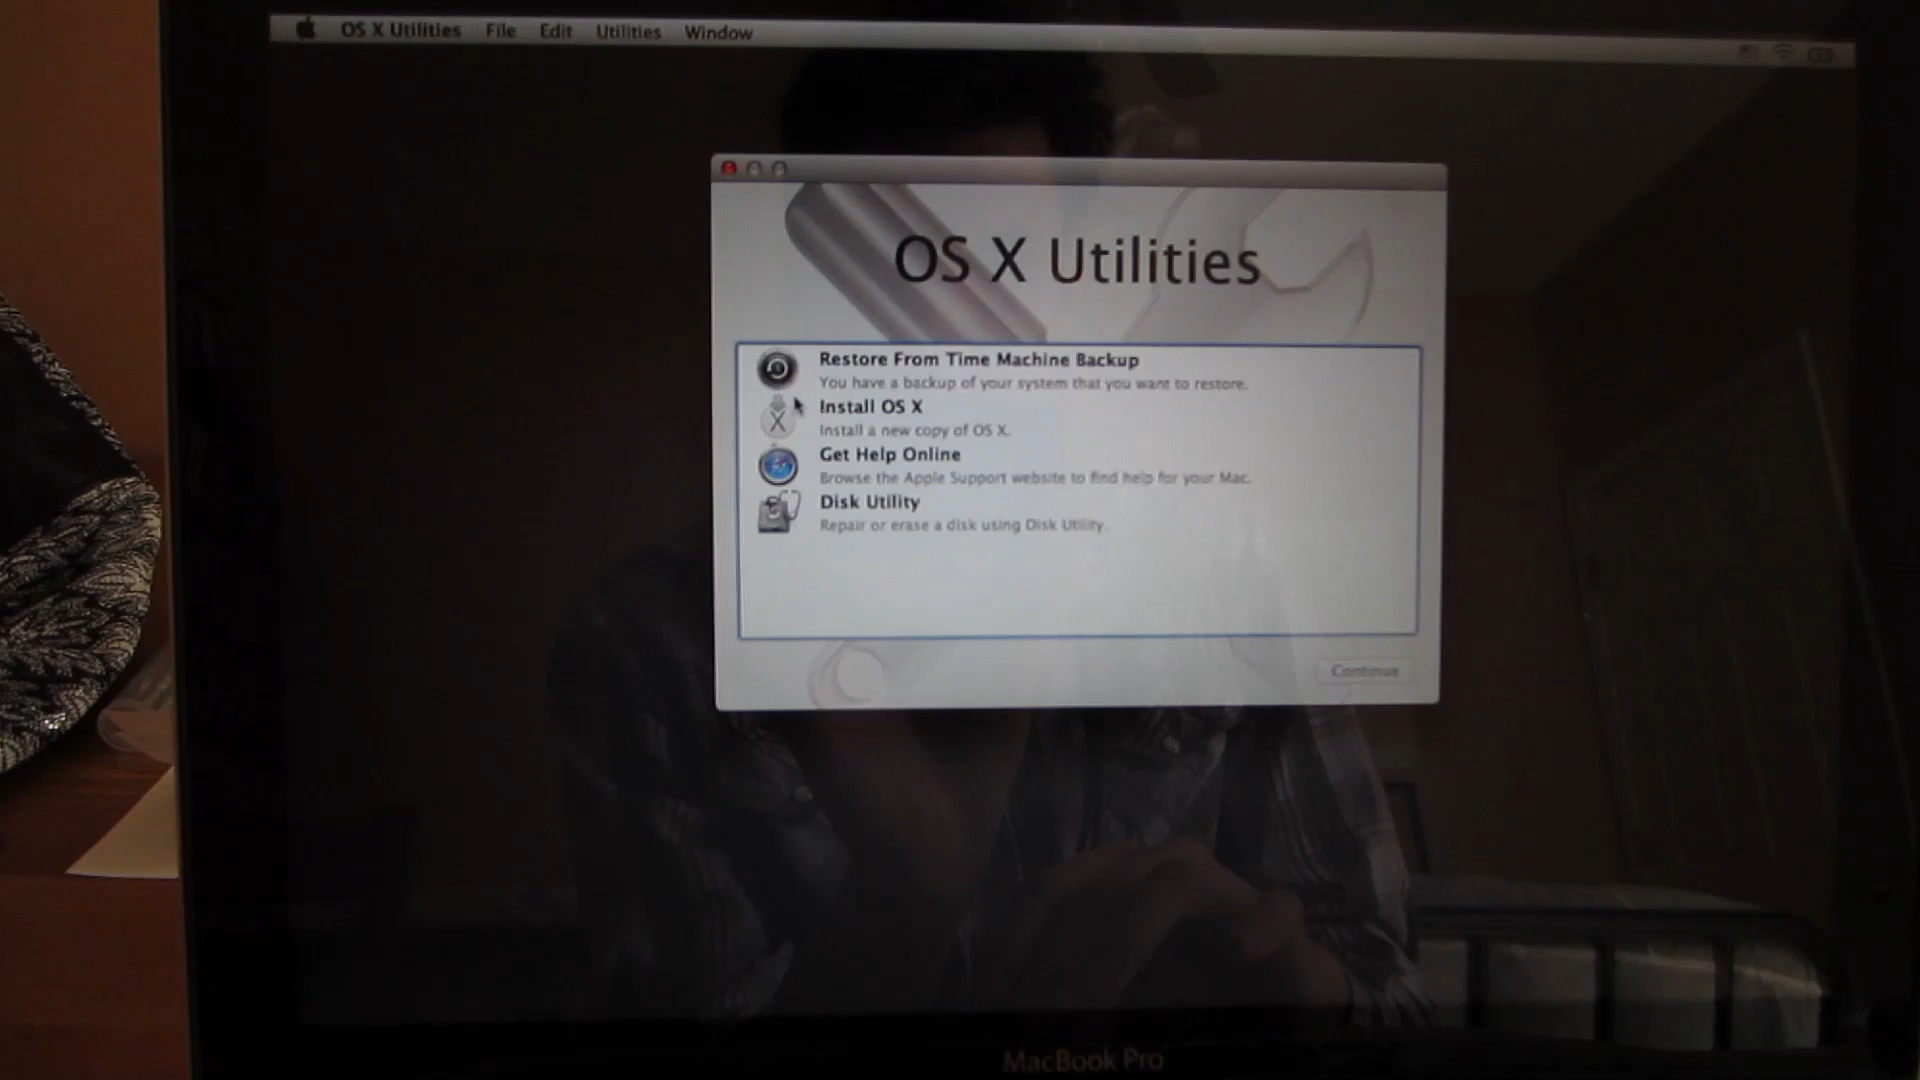 OS X Utilities File Edit Utilities Window
OS X Utilities
Restore From Time Machine Backup
You have a backup of your system that you want to restore.
Install OS X
Install a new copy of OS X.
Get Help Online
Browse the Apple Support website to find help for your Mac.
Disk Utility
Repair or erase a disk using Disk Utility.
Continue
MacBook Pro